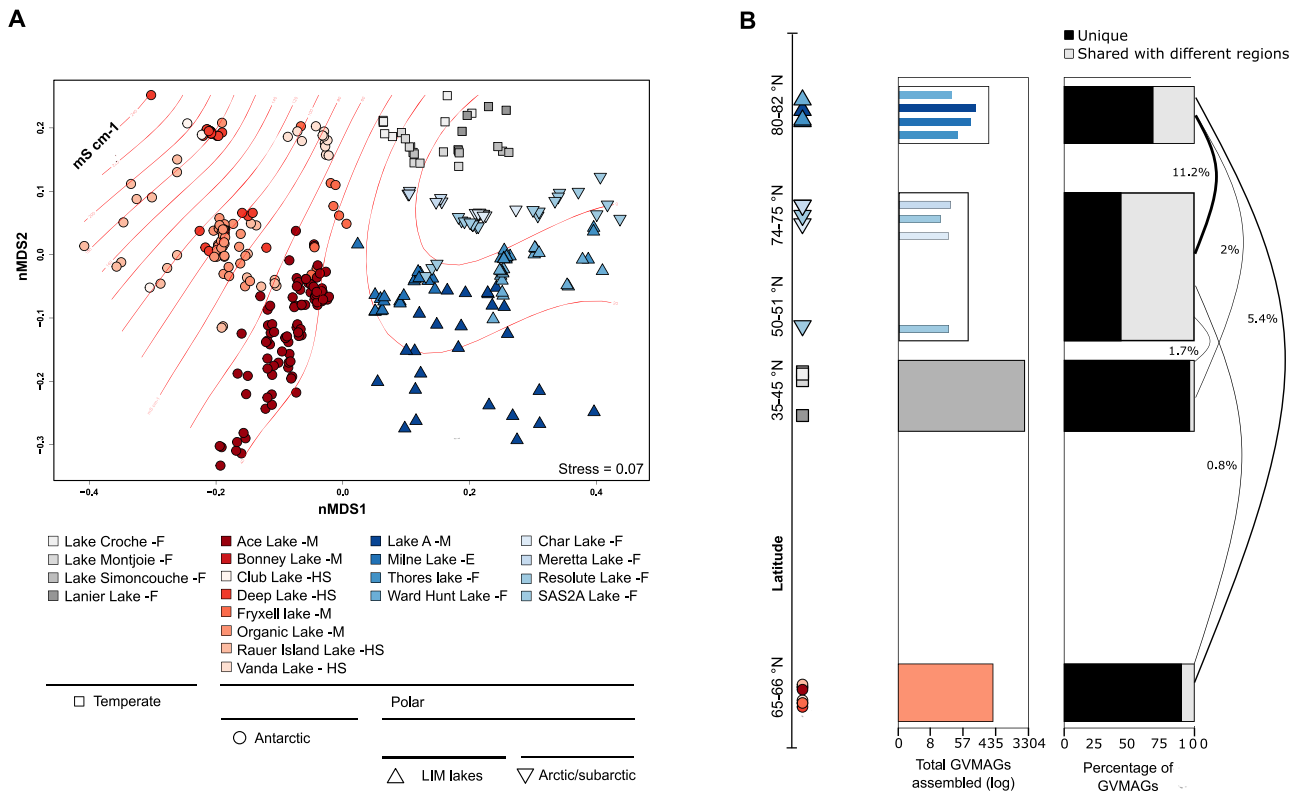 A
mS cm-1
nMDS2
0.2
0.1
0.0
−0.1
−0.2
−0.3
−0.4
−0.2
0.0
0.2
0.4
nMDS1
Stress = 0.07
Lake Croche -F
Lake Montjoie -F
Lake Simoncouche -F
Lanier Lake -F
Ace Lake -M
Bonney Lake -M
Club Lake -HS
Deep Lake -HS
Fryxell lake -M
Organic Lake -M
Rauer Island Lake -HS
Vanda Lake - HS
Lake A -M
Milne Lake -E
Thores lake -F
Ward Hunt Lake -F
Char Lake -F
Meretta Lake -F
Resolute Lake -F
SAS2A Lake -F
Temperate
Polar
Antarctic
LIM lakes
Arctic/subarctic
B
Unique
Shared with different regions
80–82 °N
74–75 °N
50–51 °N
35–45 °N
Latitude
65–66 °N
11.2%
2%
5.4%
1.7%
0.8%
0 8 57 435 3304
Total GVMAGs
assembled (log)
0 25 50 75 100
Percentage of
GVMAGs